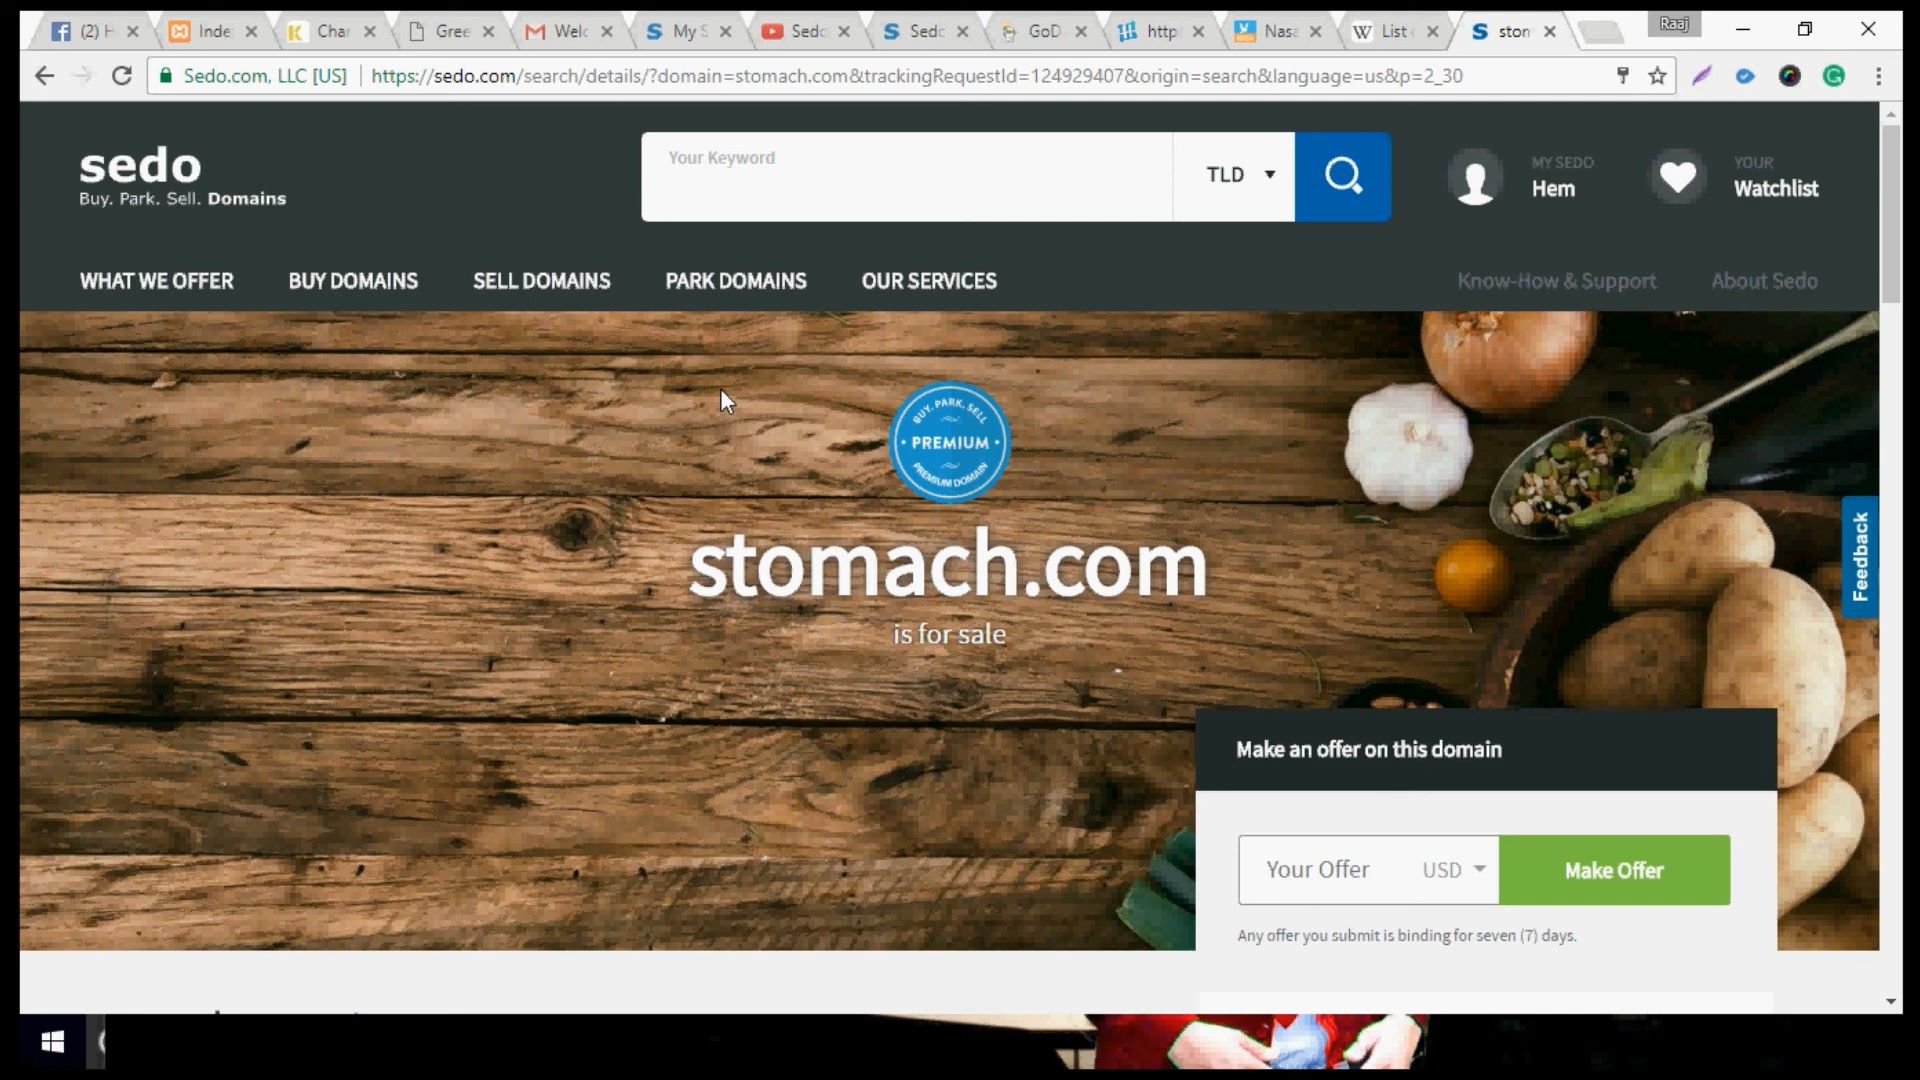 (2) H
Inde
Char
Gree
Welc
My S
Sedo
Sedc
GoD
http
Nasa
List
ston
Raaj
Sedo.com, LLC [US]
https://sedo.com/search/details/?domain=stomach.com&trackingRequestId=124929407&origin=search&language=us&p=2_30
sedo
Buy. Park. Sell. Domains
Your Keyword
TLD
MY SEDO
Hem
YOUR
Watchlist
WHAT WE OFFER
BUY DOMAINS
SELL DOMAINS
PARK DOMAINS
OUR SERVICES
Know-How & Support
About Sedo
BUY. PARK. SELL
PREMIUM
PREMIUM DOMAIN
stomach.com
is for sale
Feedback
Make an offer on this domain
Your Offer
USD
Make Offer
Any offer you submit is binding for seven (7) days.